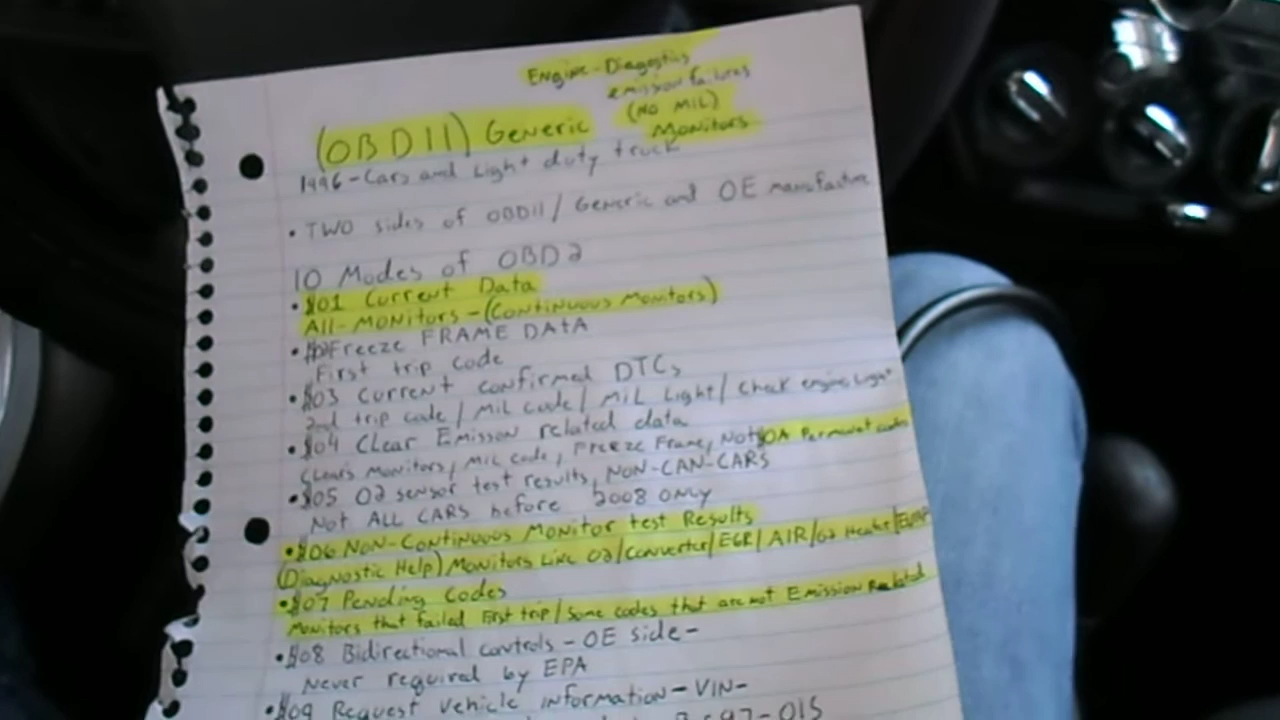 Engine-Diagnostics
emission failures
(NO MIL)
Monitors
(OBD11) Generic
1996-Cars and Light duty truck
• TWO sides of OBD11/ Generic and OE manufacture
10 Modes of OBD2
• $01 Current Data
All-Monitors-(Continuous Monitors)
• $02 Freeze FRAME DATA
First trip code
• $03 Current confirmed DTCs
2nd trip code/ MIL code/ MIL Light/ Check engine Light
• $04 Clear Emisson related data
Clears monitors, MIL code, Freeze Frame, Not $0A Permanent codes
• $05 O2 sensor test results, NON-CAN-CARS
Not ALL CARS before 2008 ONLY
• $06 NON-Continuous Monitor test Results
(Diagnostic Help) Monitors Like O2/Converter/EGR/AIR/O2 Heater/EVAP
• $07 Pending Codes
Monitors that failed First trip/ some codes that are not Emission Related
• $08 Bidirectional controls - OE side-
Never required by EPA
• $09 Request Vehicle information-VIN-